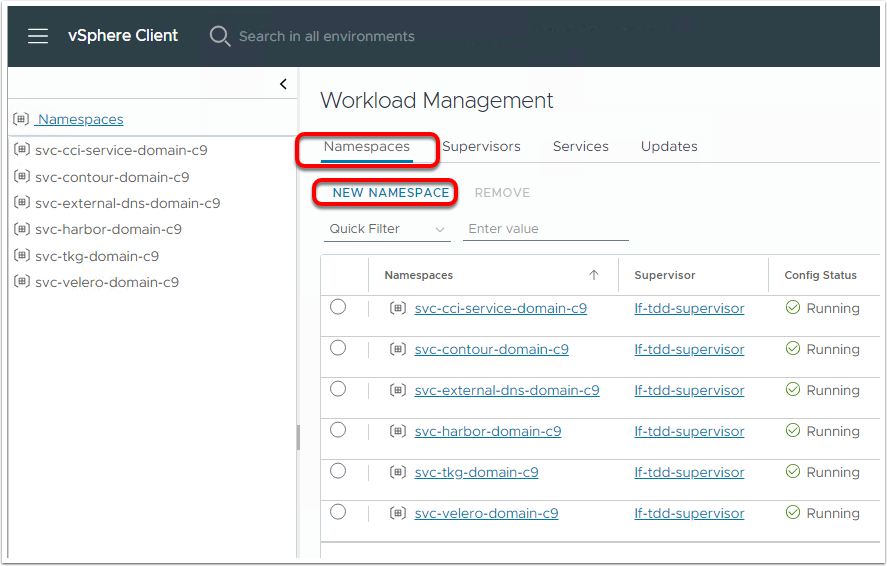 vSphere Client
Search in all environments
Namespaces
svc-cci-service-domain-c9
svc-contour-domain-c9
svc-external-dns-domain-c9
svc-harbor-domain-c9
svc-tkg-domain-c9
svc-velero-domain-c9
Workload Management
Namespaces Supervisors Services Updates
NEW NAMESPACE REMOVE
Quick Filter Enter value
Namespaces Supervisor Config Status
svc-cci-service-domain-c9 lf-tdd-supervisor Running
svc-contour-domain-c9 lf-tdd-supervisor Running
svc-external-dns-domain-c9 lf-tdd-supervisor Running
svc-harbor-domain-c9 lf-tdd-supervisor Running
svc-tkg-domain-c9 lf-tdd-supervisor Running
svc-velero-domain-c9 lf-tdd-supervisor Running